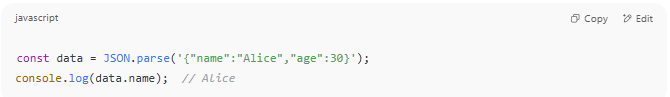 javascript
Copy
Edit
const data = JSON.parse('{"name":"Alice","age":30}');
console.log(data.name);  // Alice